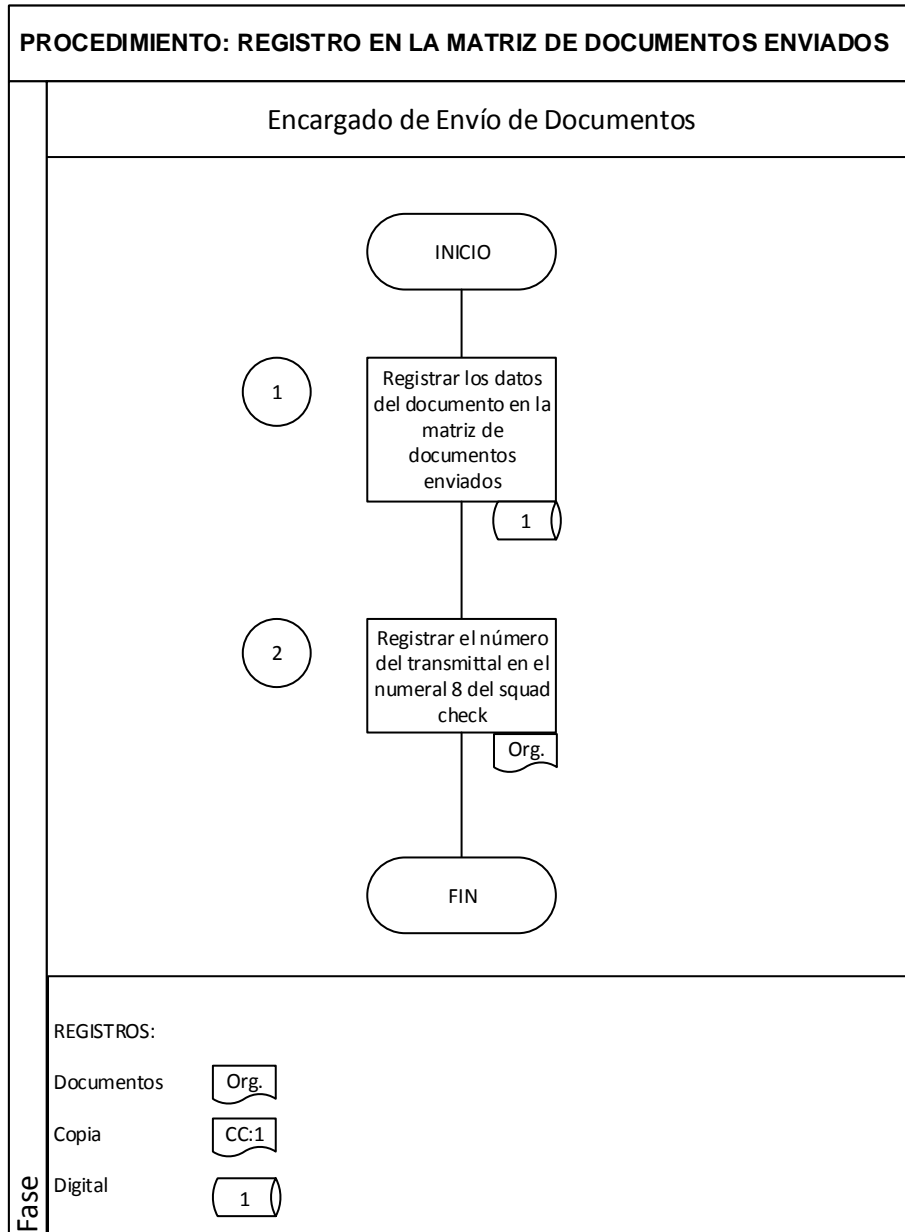 PROCEDIMIENTO: REGISTRO EN LA MATRIZ DE DOCUMENTOS ENVIADOS
Encargado de Envío de Documentos
INICIO
1
Registrar los datos
del documento en la
matriz de
documentos
enviados
1
2
Registrar el número
del transmittal en el
numeral 8 del squad
check
Org.
FIN
REGISTROS:
Documentos
Org.
Copia
CC:1
Digital
1
Fase